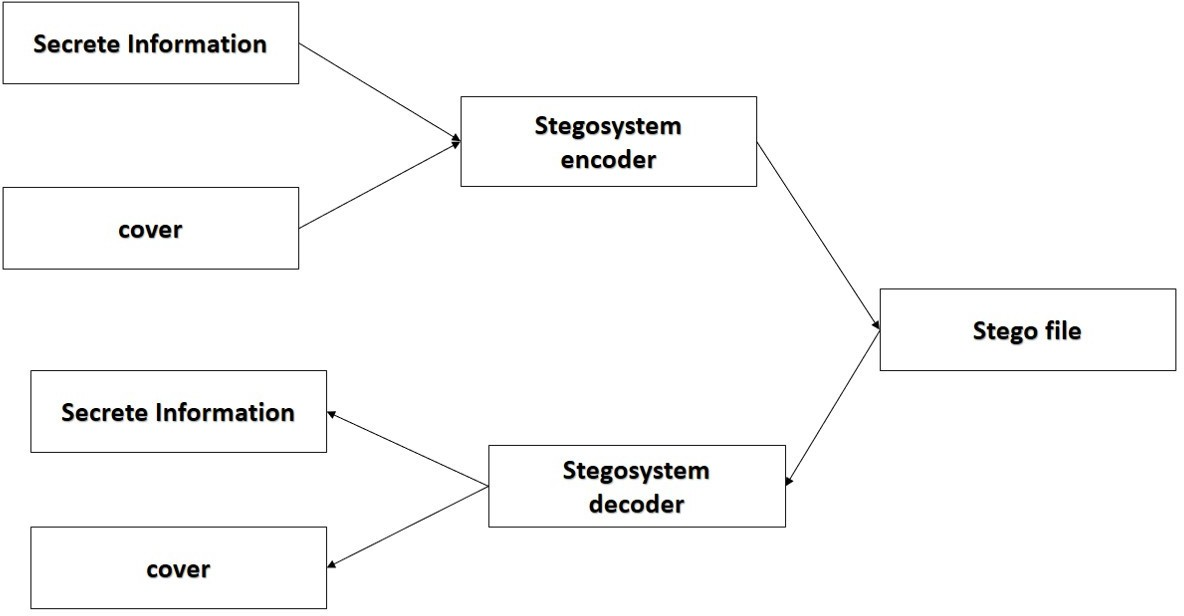 Secrete Information
cover
Stegosystem
encoder
Stego file
Secrete Information
cover
Stegosystem
decoder